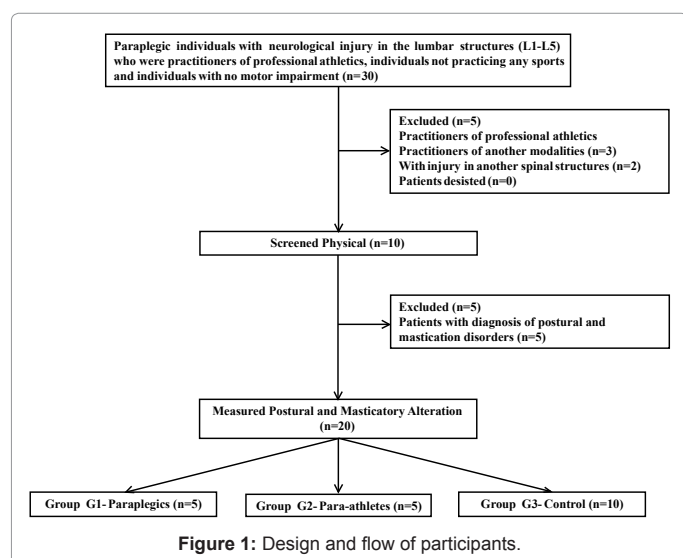 Paraplegic individuals with neurological injury in the lumbar structures (L1-L5)
who were practitioners of professional athletics, individuals not practicing any sports
and individuals with no motor impairment (n=30)
Excluded (n=5)
Practitioners of professional athletics
Practitioners of another modalities (n=3)
With injury in another spinal structures (n=2)
Patients desisted (n=0)
Screened Physical (n=10)
Excluded (n=5)
Patients with diagnosis of postural and
mastication disorders (n=5)
Measured Postural and Masticatory Alteration
(n=20)
Group G1- Paraplegics (n=5)
Group G2- Para-athletes (n=5)
Group G3- Control (n=10)
Figure 1: Design and flow of participants.